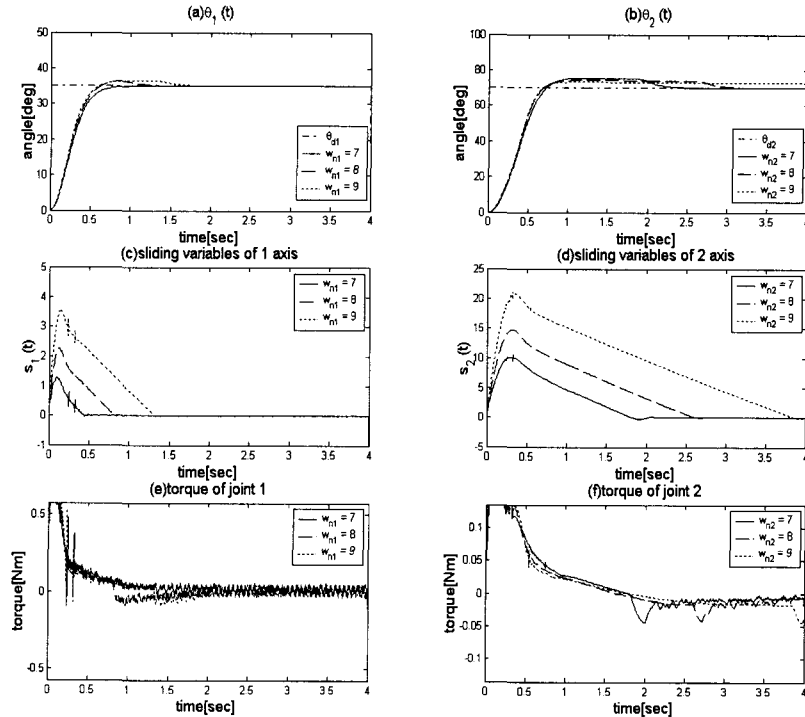 (a)θ1 (t)
50
40
30
20
10
0
angle[deg]
0 0.5 1 1.5 2 2.5 3 3.5 4
time[sec]
θd1
wn1 = 7
wn1 = 8
wn1 = 9
(b)θ2 (t)
100
80
60
40
20
0
angle[deg]
0 0.5 1 1.5 2 2.5 3 3.5 4
time[sec]
θd2
wn2 = 7
wn2 = 8
wn2 = 9
(c)sliding variables of 1 axis
5
4
3
2
1
0
-1
s1(t)
0 0.5 1 1.5 2 2.5 3 3.5 4
time[sec]
wn1 = 7
wn1 = 8
wn1 = 9
(d)sliding variables of 2 axis
25
20
15
10
5
0
-5
s2(t)
0 0.5 1 1.5 2 2.5 3 3.5 4
time[sec]
wn2 = 7
wn2 = 8
wn2 = 9
(e)torque of joint 1
0.5
0
-0.5
torque[Nm]
0 0.5 1 1.5 2 2.5 3 3.5 4
time[sec]
wn1 = 7
wn1 = 8
wn1 = 9
(f)torque of joint 2
0.1
0.05
0
-0.05
-0.1
torque[Nm]
0 0.5 1 1.5 2 2.5 3 3.5 4
time[sec]
wn2 = 7
wn2 = 8
wn2 = 9